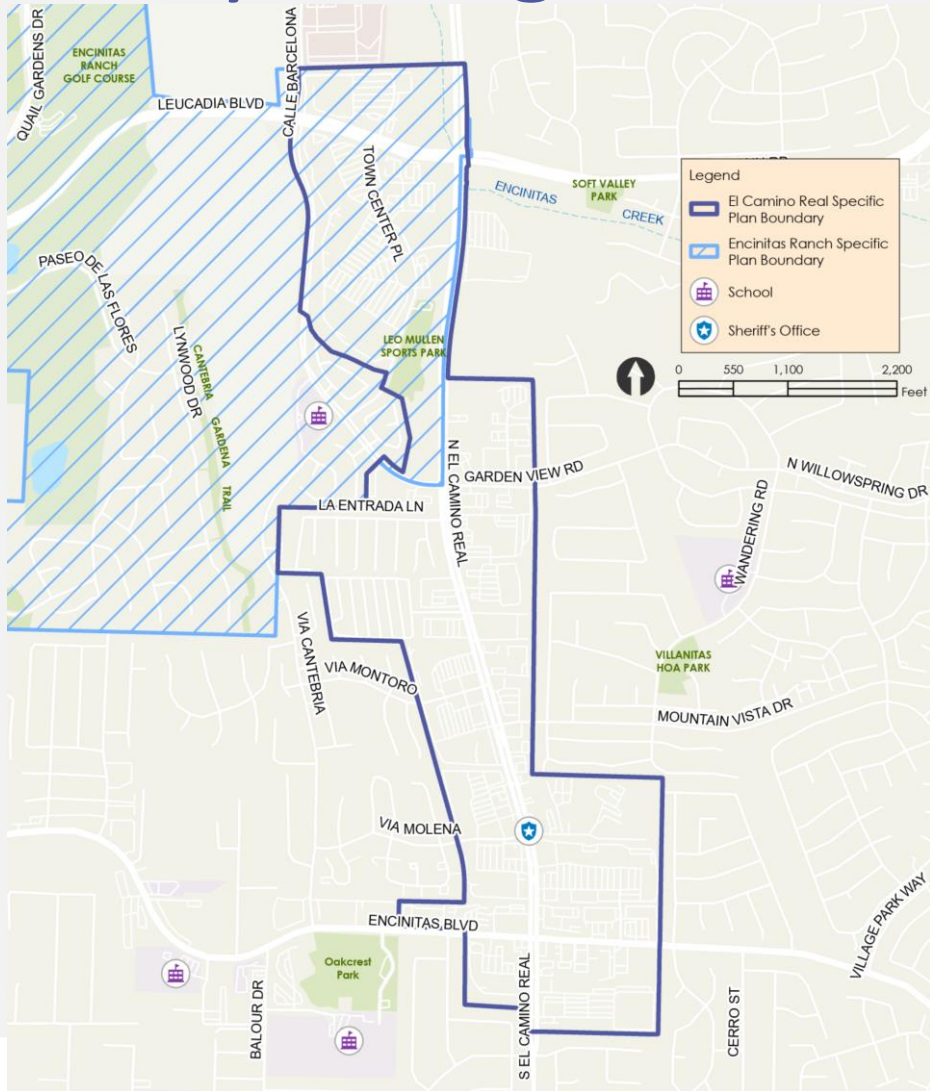 QUAIL GARDENS DR
ENCINITAS
RANCH
GOLF COURSE
LEUCADIA BLVD
CALLE BARCELONA
TOWN CENTER PL
ENCINITAS
CREEK
SOFT VALLEY
PARK
Legend
El Camino Real Specific
Plan Boundary
Encinitas Ranch Specific
Plan Boundary
School
Sheriff's Office
0 550 1,100 2,200
Feet
PASEO DE LAS FLORES
LYNWOOD DR
CANTEBRIA GARDENA TRAIL
LEO MULLEN
SPORTS PARK
N EL CAMINO REAL
GARDEN VIEW RD
LA ENTRADA LN
N WILLOWSPRING DR
WANDERING RD
VIA CANTEBRIA
VIA MONTORO
VILLANITAS
HOA PARK
MOUNTAIN VISTA DR
VIA MOLENA
ENCINITAS BLVD
VILLAGE PARK WAY
Oakcrest
Park
BALOUR DR
S EL CAMINO REAL
CERRO ST